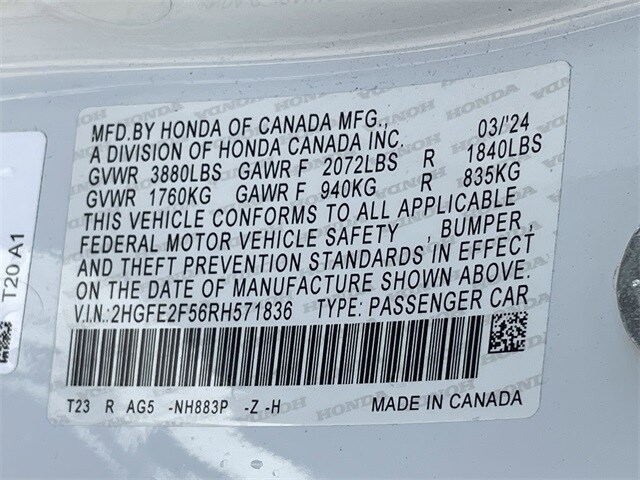 MFD.BY HONDA OF CANADA MFG.
A DIVISION OF HONDA CANADA INC. 03/'24
GVWR 3880LBS GAWR F 2072LBS R 1840LBS
GVWR 1760KG GAWR F 940KG R 835KG
THIS VEHICLE CONFORMS TO ALL APPLICABLE
FEDERAL MOTOR VEHICLE SAFETY , BUMPER,
AND THEFT PREVENTION STANDARDS IN EFFECT
ON THE DATE OF MANUFACTURE SHOWN ABOVE.
V.I.N.:2HGFE2F56RH571836 TYPE: PASSENGER CAR
T23 R AG5 -NH883P -Z -H MADE IN CANADA
T20 A1